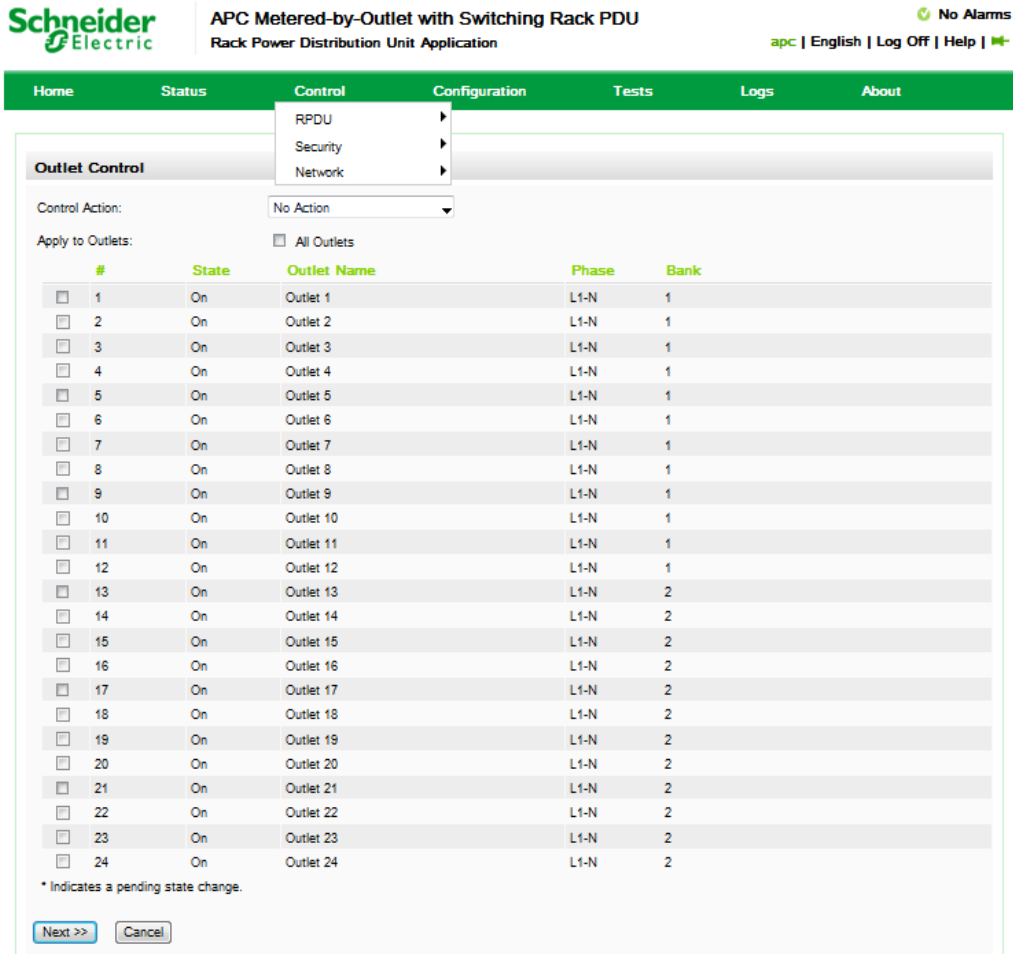 Schneider Electric
APC Metered-by-Outlet with Switching Rack PDU
Rack Power Distribution Unit Application
No Alarms
apc | English | Log Off | Help |
Home Status Control Configuration Tests Logs About
RPDU
Security
Network
Outlet Control
Control Action: No Action
Apply to Outlets: All Outlets
# State Outlet Name Phase Bank
1 On Outlet 1 L1-N 1
2 On Outlet 2 L1-N 1
3 On Outlet 3 L1-N 1
4 On Outlet 4 L1-N 1
5 On Outlet 5 L1-N 1
6 On Outlet 6 L1-N 1
7 On Outlet 7 L1-N 1
8 On Outlet 8 L1-N 1
9 On Outlet 9 L1-N 1
10 On Outlet 10 L1-N 1
11 On Outlet 11 L1-N 1
12 On Outlet 12 L1-N 1
13 On Outlet 13 L1-N 2
14 On Outlet 14 L1-N 2
15 On Outlet 15 L1-N 2
16 On Outlet 16 L1-N 2
17 On Outlet 17 L1-N 2
18 On Outlet 18 L1-N 2
19 On Outlet 19 L1-N 2
20 On Outlet 20 L1-N 2
21 On Outlet 21 L1-N 2
22 On Outlet 22 L1-N 2
23 On Outlet 23 L1-N 2
24 On Outlet 24 L1-N 2
* Indicates a pending state change.
Next >> Cancel